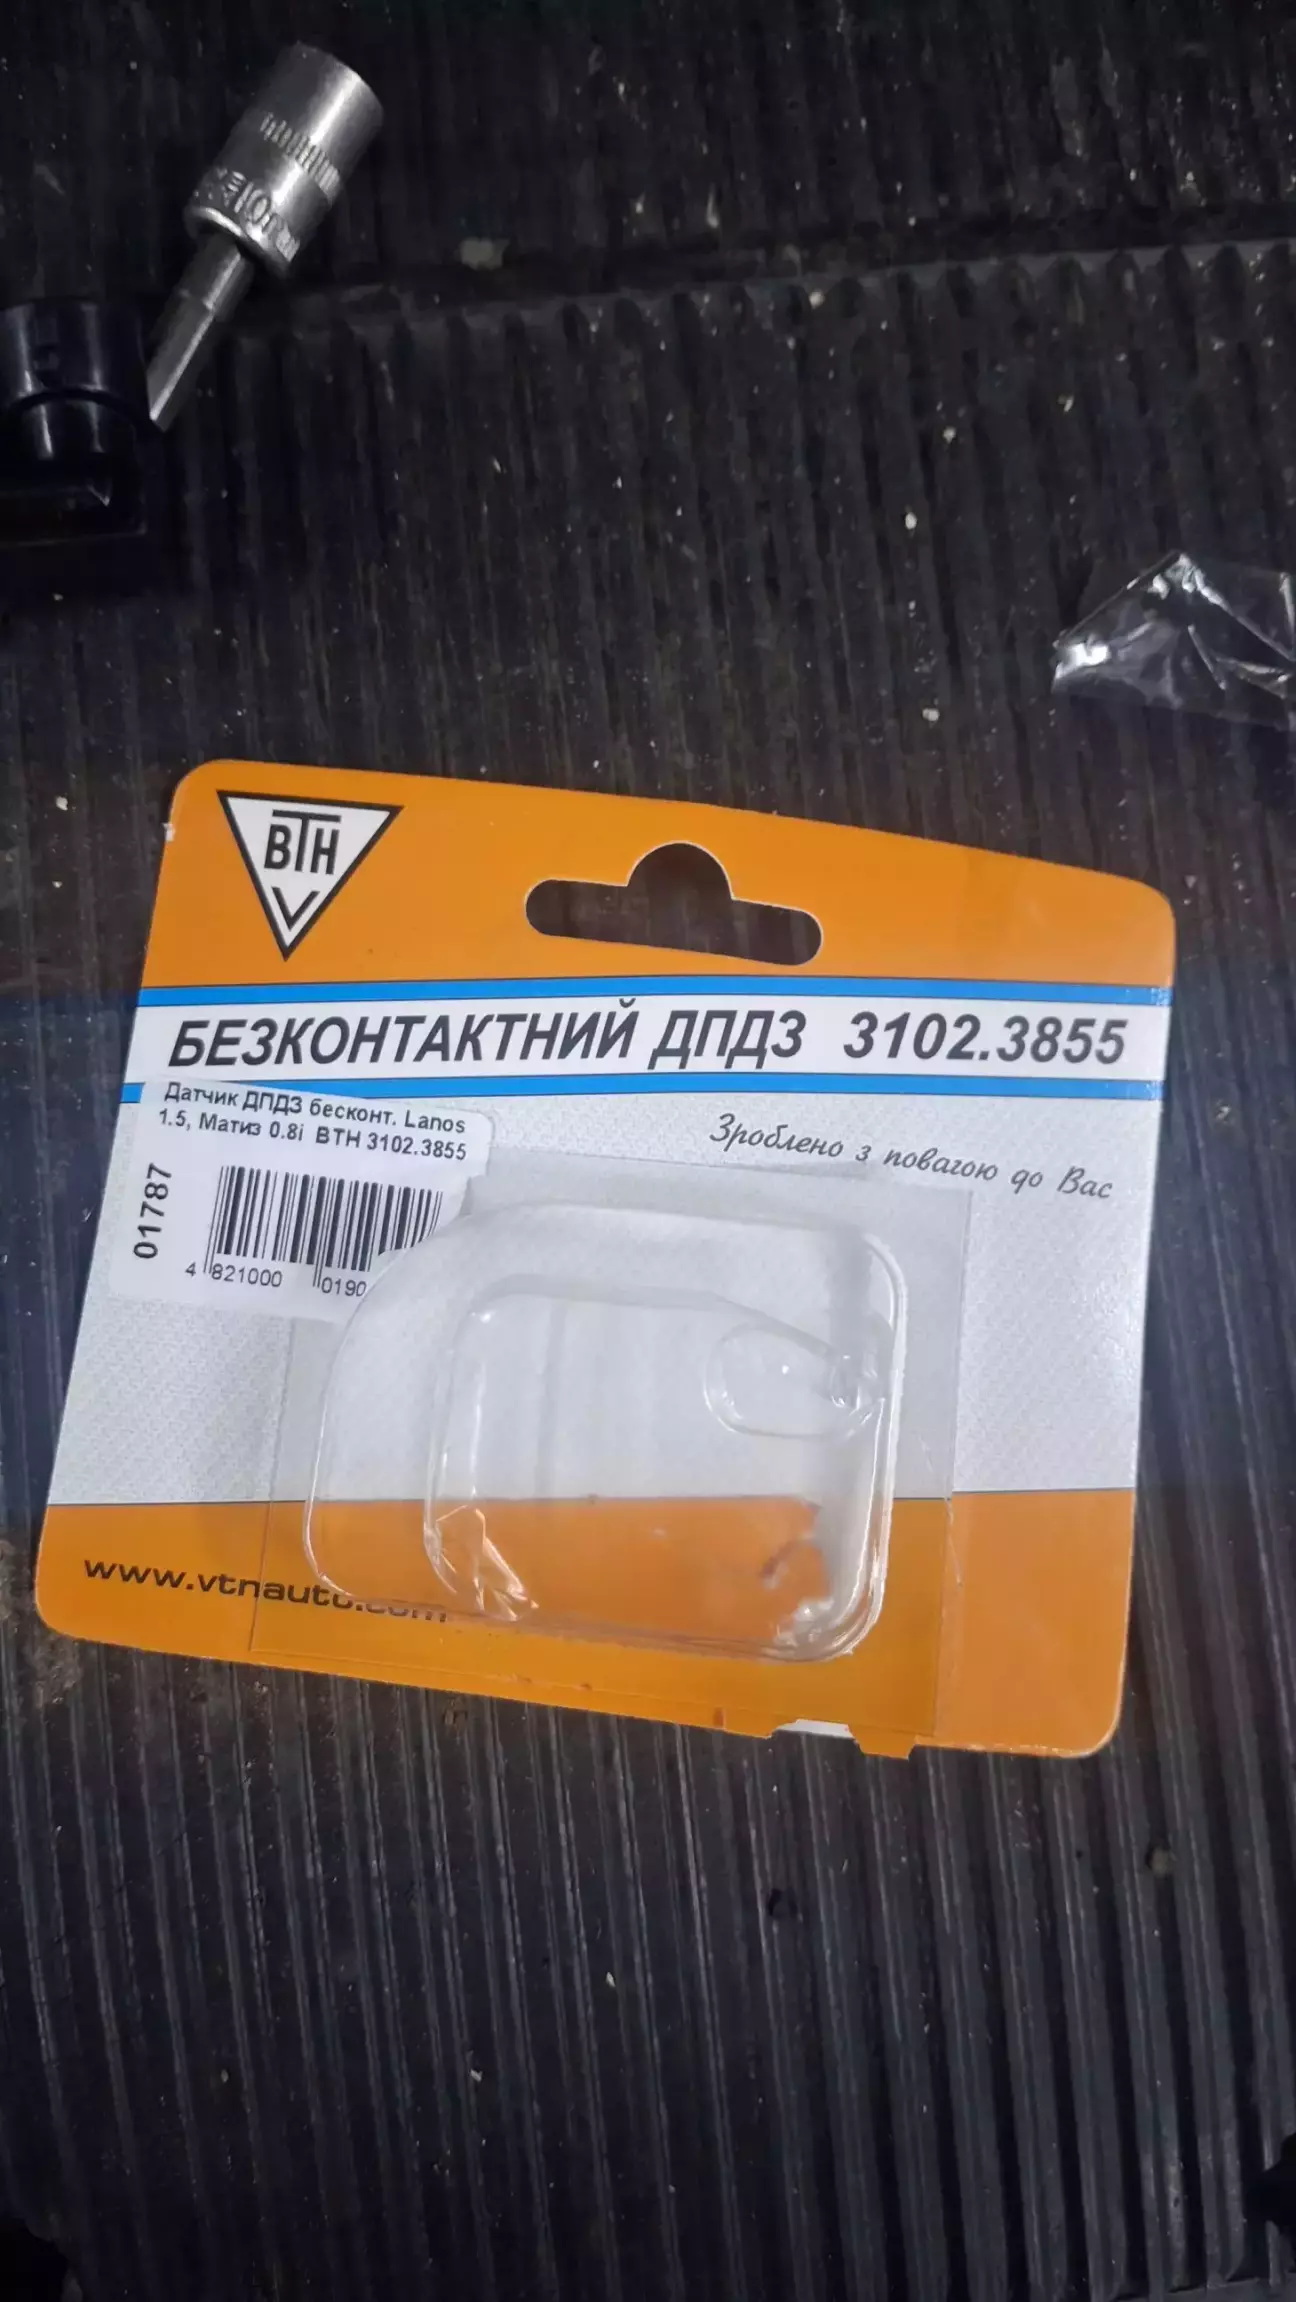 ВТН
БЕЗКОНТАКТНИЙ ДПДЗ 3102.3855
Датчик ДПДЗ бесконт. Lanos
1.5, Матиз 0.8i ВТН 3102.3855
Зроблено з повагою до Вас
01787
4 821000 0190
www.vtnauto.com